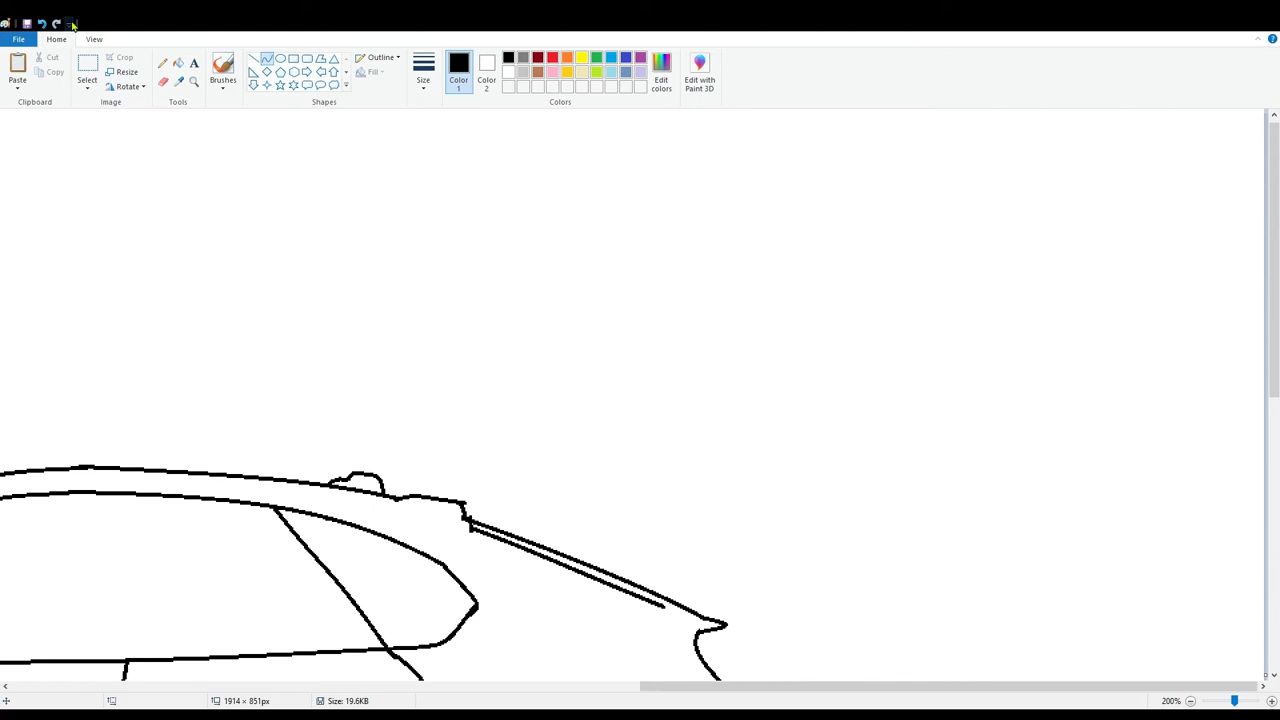 File Home View
Cut Crop Outline
Copy Resize Fill
Paste Select Rotate Brushes Size Color 1 Color 2 Edit colors Edit with Paint 3D
Clipboard Image Tools Shapes Colors
1914 × 851px Size: 19.6KB 200%